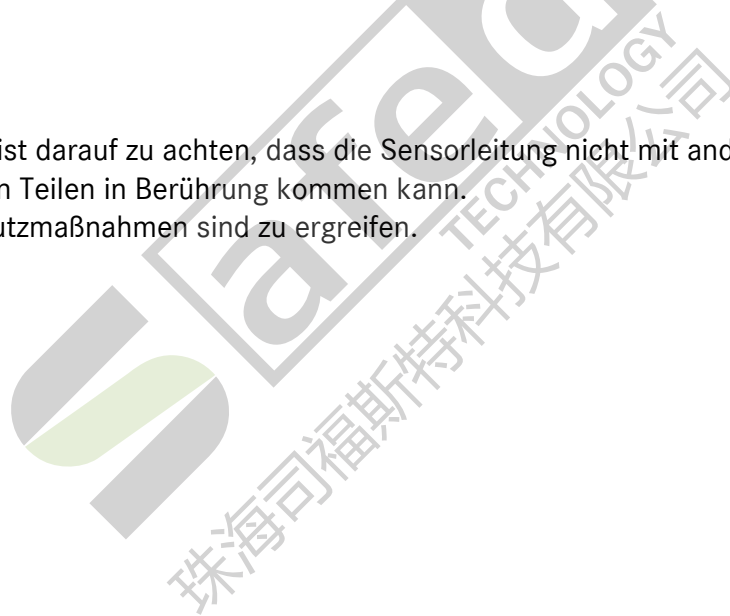 ist darauf zu achten, dass die Sensorleitung nicht mit and
n Teilen in Berührung kommen kann.
utzmaßnahmen sind zu ergreifen.
safed
TECHNOLOGY
珠海司福斯特科技有限公司